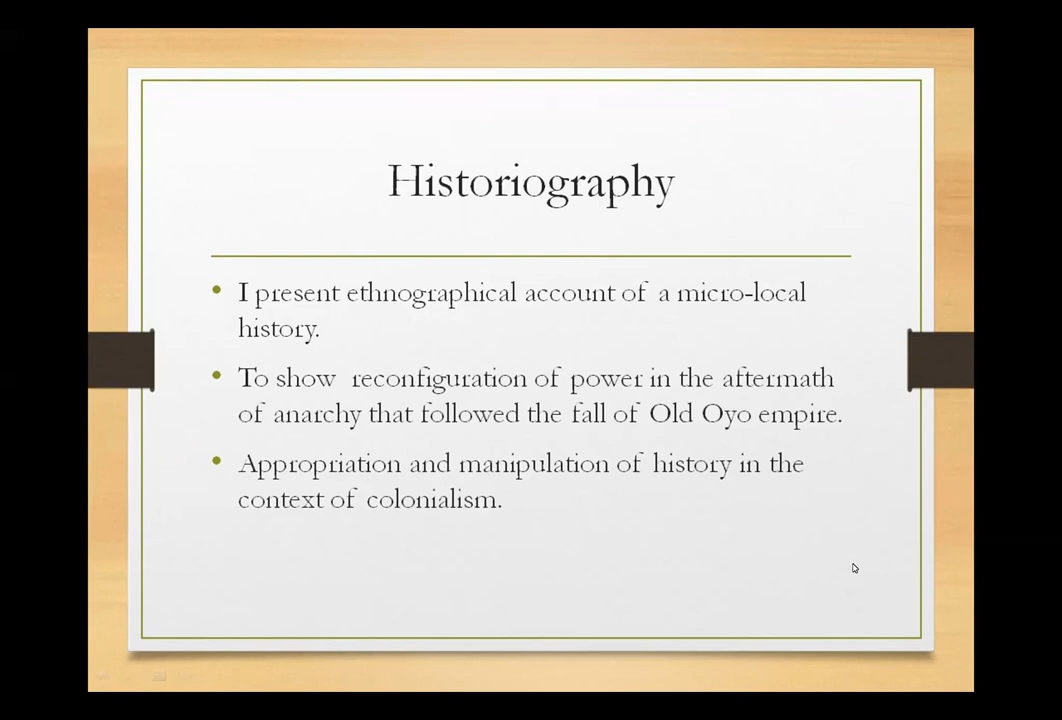 Historiography
• I present ethnographical account of a micro-local
history.
• To show reconfiguration of power in the aftermath
of anarchy that followed the fall of Old Oyo empire.
• Appropriation and manipulation of history in the
context of colonialism.